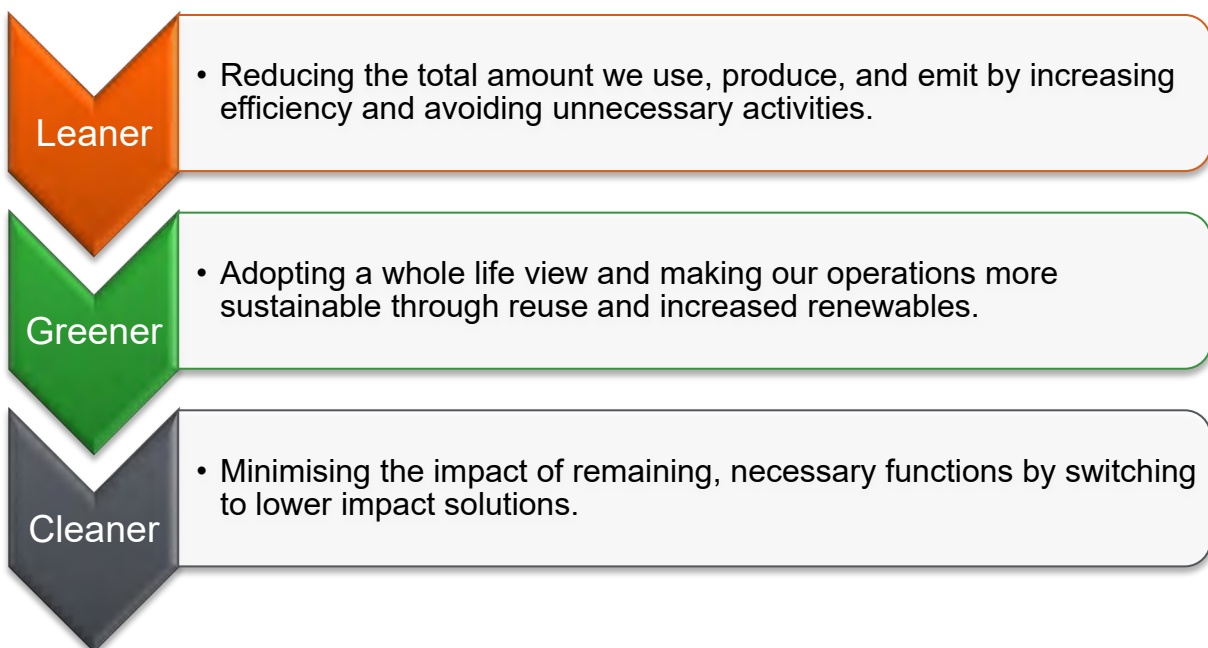 Leaner
• Reducing the total amount we use, produce, and emit by increasing
efficiency and avoiding unnecessary activities.
Greener
• Adopting a whole life view and making our operations more
sustainable through reuse and increased renewables.
Cleaner
• Minimising the impact of remaining, necessary functions by switching
to lower impact solutions.